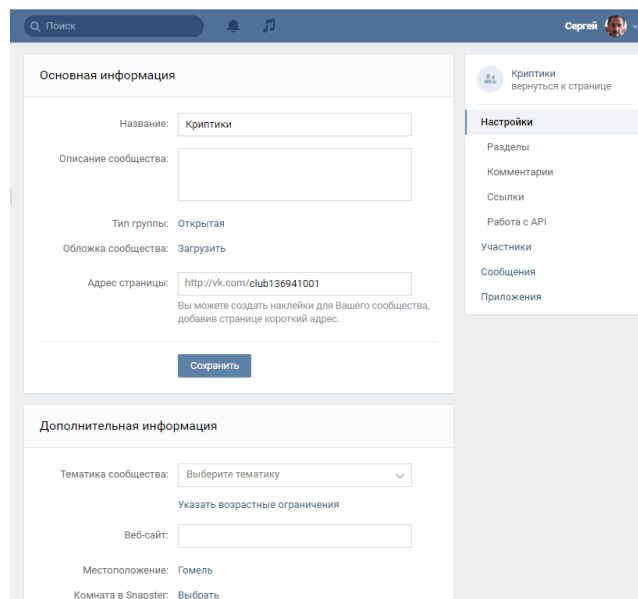 Поиск
Сергей
Основная информация
Название: Криптики
Описание сообщества:
Тип группы: Открытая
Обложка сообщества: Загрузить
Адрес страницы: http://vk.com/club136941001
Вы можете создать наклейки для Вашего сообщества,
добавив странице короткий адрес.
Сохранить
Дополнительная информация
Тематика сообщества: Выберите тематику
Указать возрастные ограничения
Веб-сайт:
Местоположение: Гомель
Комната в Snapster: Выбрать
Криптики
вернуться к странице
Настройки
Разделы
Комментарии
Ссылки
Работа с API
Участники
Сообщения
Приложения